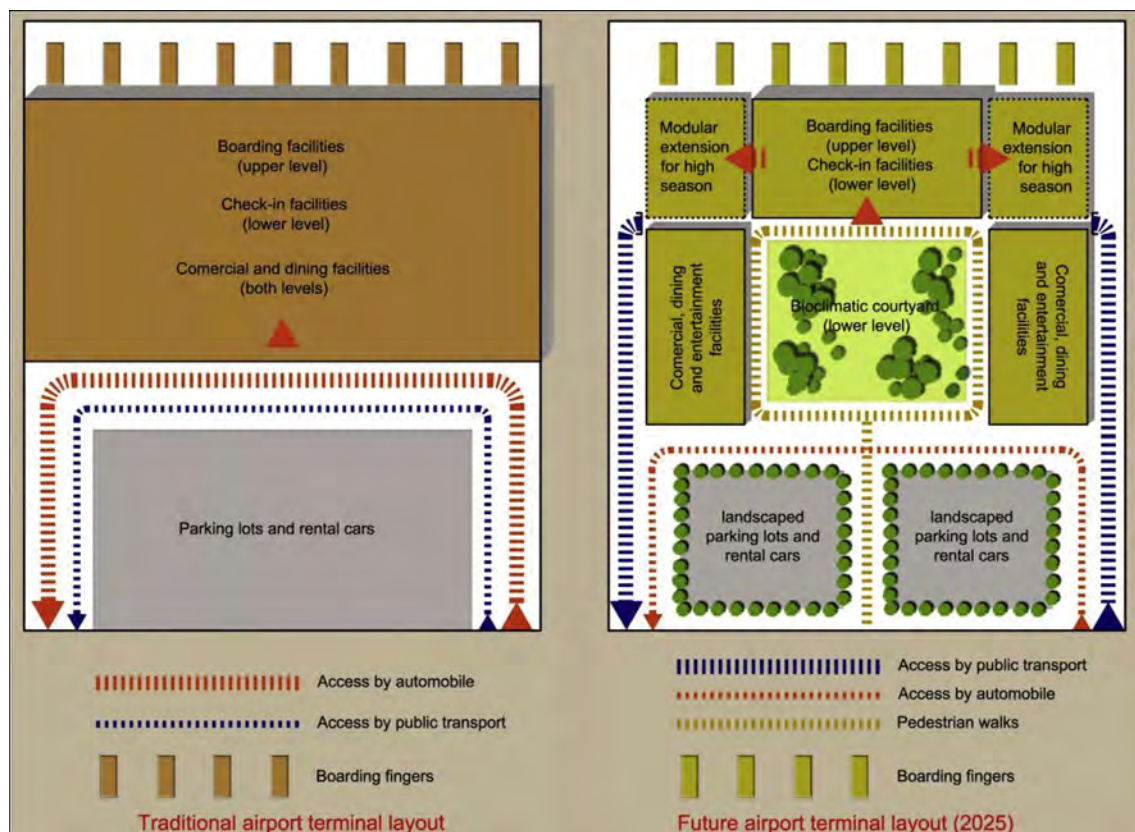 Boarding facilities
(upper level)
Check-in facilities
(lower level)
Comercial and dining facilities
(both levels)
Parking lots and rental cars
Access by automobile
Access by public transport
Boarding fingers
Traditional airport terminal layout
Modular
extension
for high
season
Boarding facilities
(upper level)
Check-in facilities
(lower level)
Modular
extension
for high
season
Comercial, dining
and entertainment
facilities
Bioclimatic courtyard
(lower level)
Comercial, dining
and entertainment
facilities
landscaped
parking lots and
rental cars
landscaped
parking lots and
rental cars
Access by public transport
Access by automobile
Pedestrian walks
Boarding fingers
Future airport terminal layout (2025)